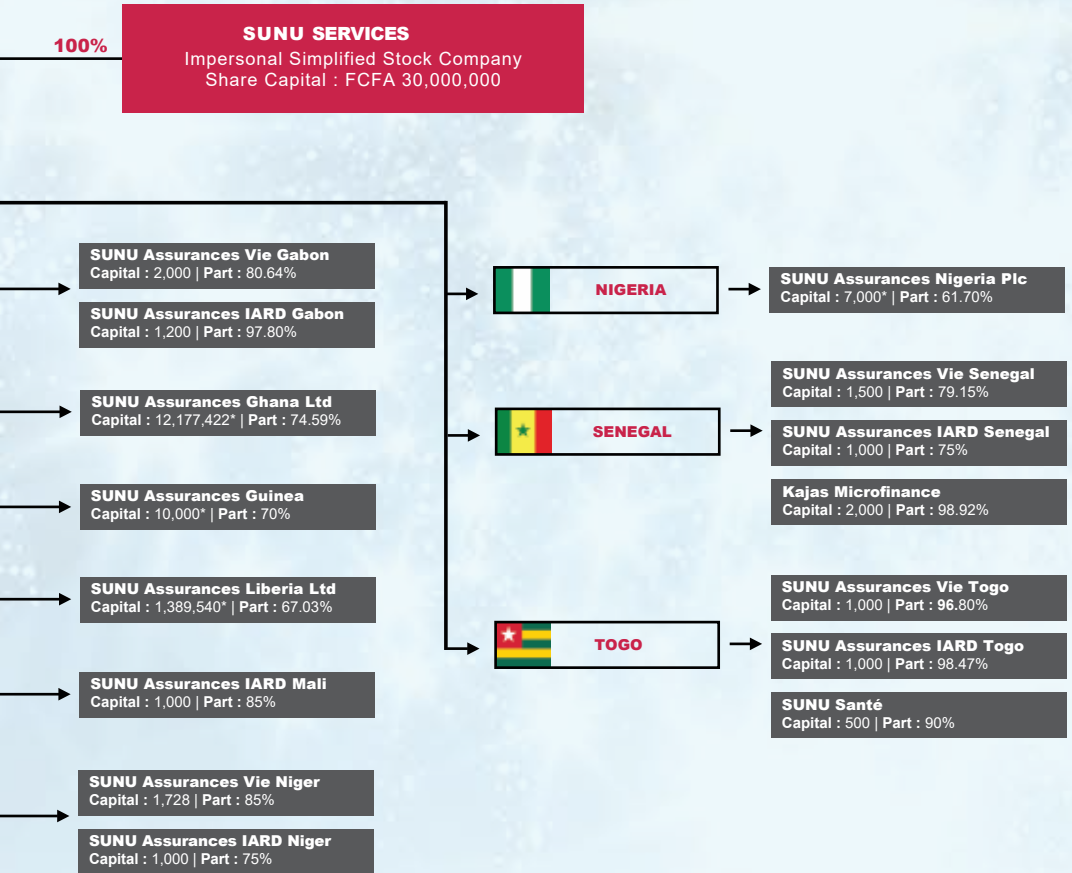 100%
SUNU SERVICES
Impersonal Simplified Stock Company
Share Capital : FCFA 30,000,000
SUNU Assurances Vie Gabon
Capital : 2,000 | Part : 80.64%
SUNU Assurances IARD Gabon
Capital : 1,200 | Part : 97.80%
SUNU Assurances Ghana Ltd
Capital : 12,177,422* | Part : 74.59%
SUNU Assurances Guinea
Capital : 10,000* | Part : 70%
SUNU Assurances Liberia Ltd
Capital : 1,389,540* | Part : 67.03%
SUNU Assurances IARD Mali
Capital : 1,000 | Part : 85%
SUNU Assurances Vie Niger
Capital : 1,728 | Part : 85%
SUNU Assurances IARD Niger
Capital : 1,000 | Part : 75%
NIGERIA
SUNU Assurances Nigeria Plc
Capital : 7,000* | Part : 61.70%
SENEGAL
SUNU Assurances Vie Senegal
Capital : 1,500 | Part : 79.15%
SUNU Assurances IARD Senegal
Capital : 1,000 | Part : 75%
Kajas Microfinance
Capital : 2,000 | Part : 98.92%
TOGO
SUNU Assurances Vie Togo
Capital : 1,000 | Part : 96.80%
SUNU Assurances IARD Togo
Capital : 1,000 | Part : 98.47%
SUNU Santé
Capital : 500 | Part : 90%